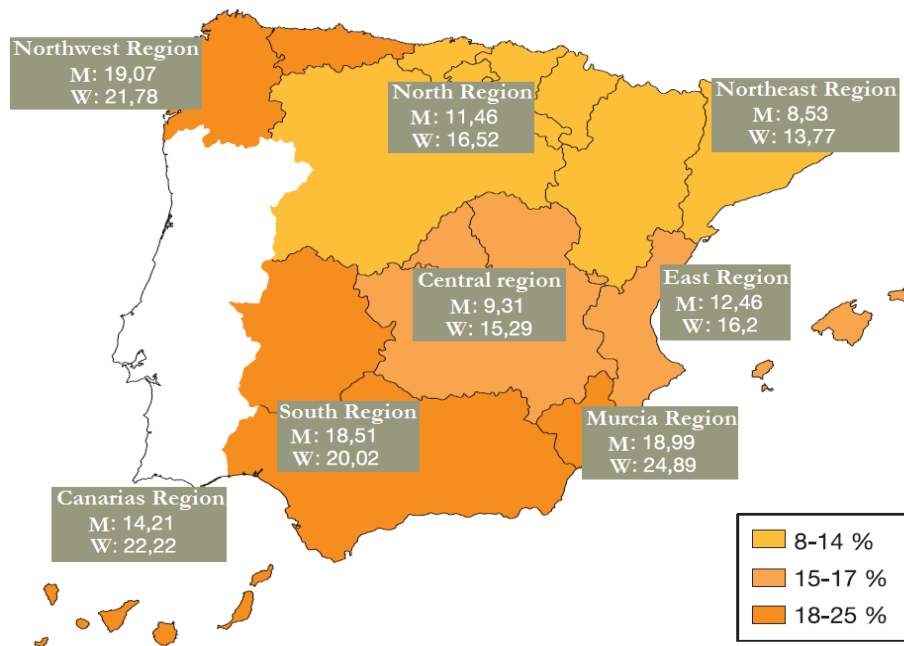 Northwest Region
M: 19,07
W: 21,78
North Region
M: 11,46
W: 16,52
Northeast Region
M: 8,53
W: 13,77
Central region
M: 9,31
W: 15,29
East Region
M: 12,46
W: 16,2
South Region
M: 18,51
W: 20,02
Murcia Region
M: 18,99
W: 24,89
Canarias Region
M: 14,21
W: 22,22
8-14 %
15-17 %
18-25 %